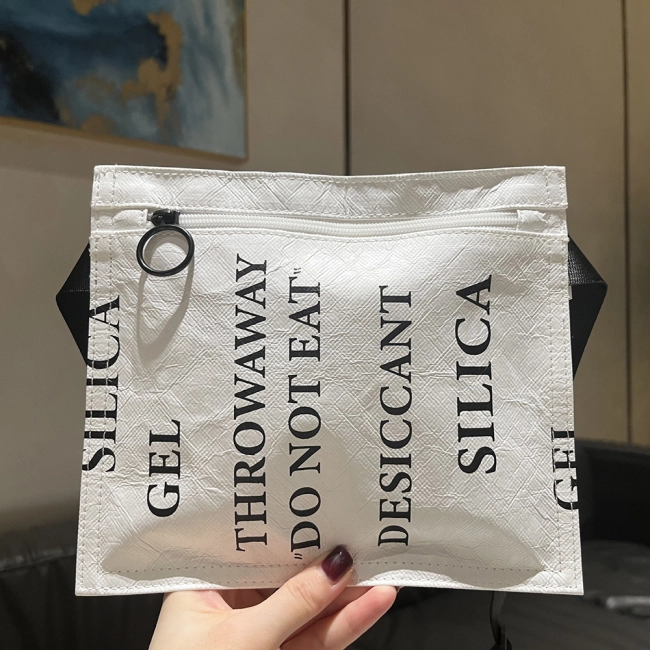 SILICA
GEL
THROWAWAY
"DO NOT EAT"
DESICCANT
SILICA
GEL